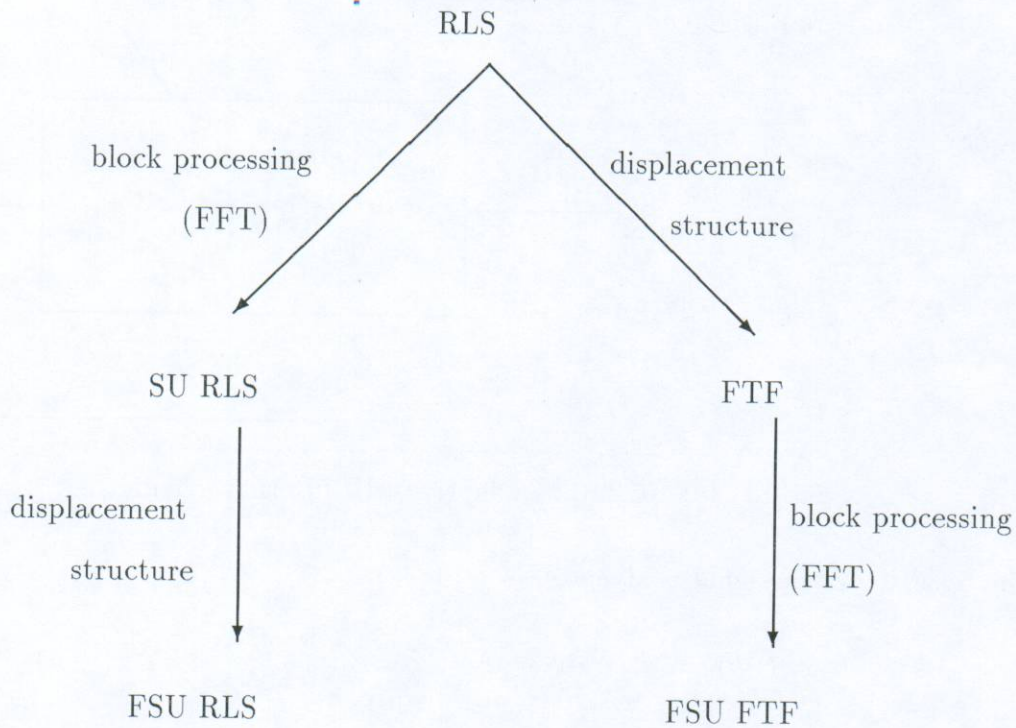 RLS
block processing
(FFT)
displacement
structure
SU RLS
FTF
displacement
structure
block processing
(FFT)
FSU RLS
FSU FTF